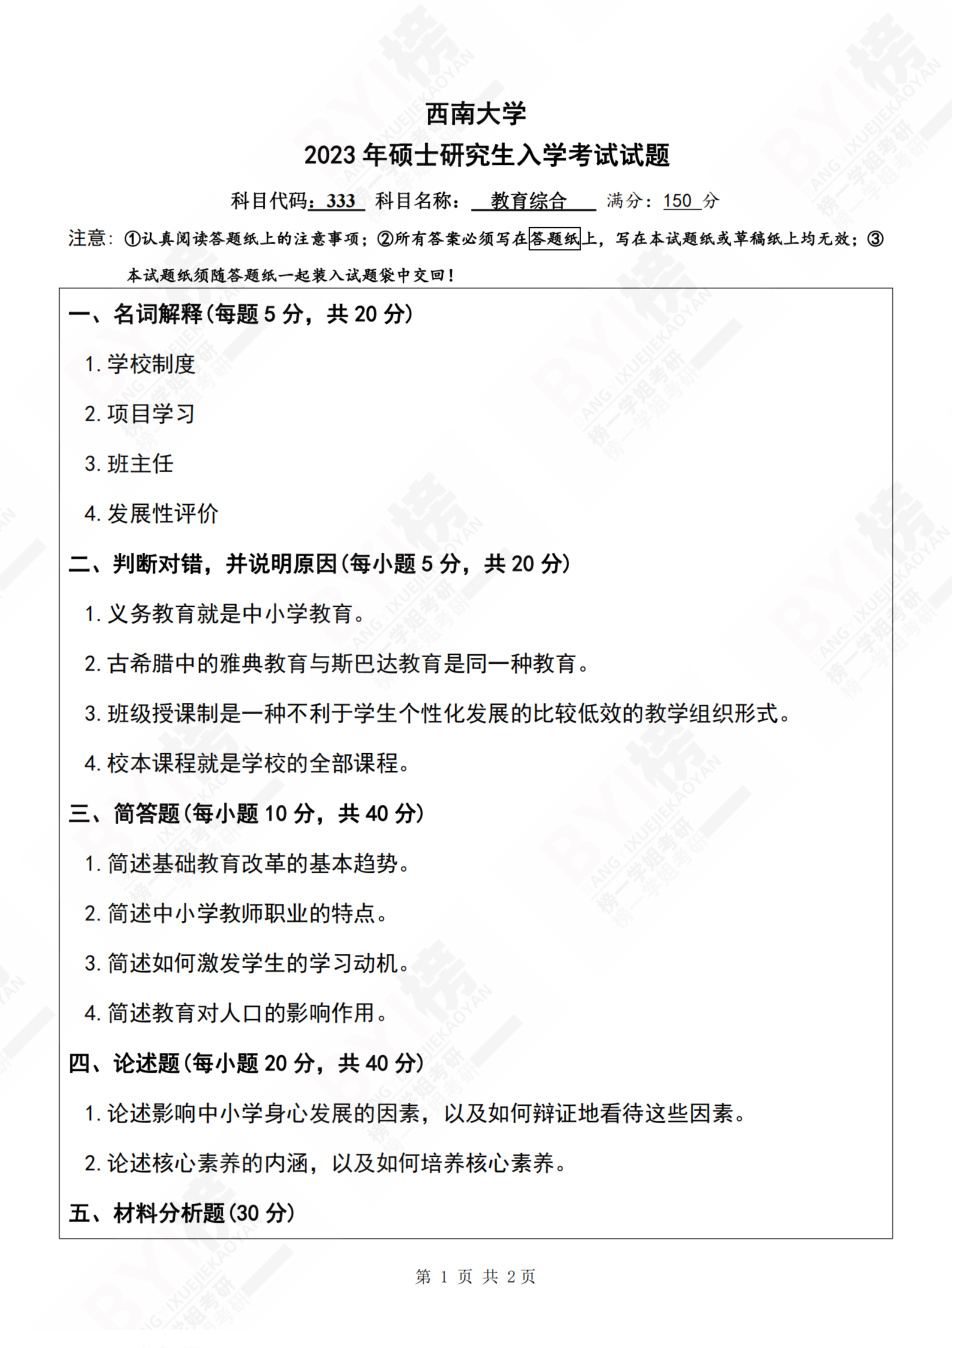 西南大学
2023 年硕士研究生入学考试试题
科目代码：333 科目名称： 教育综合 满分：150 分
注意：①认真阅读答题纸上的注意事项；②所有答案必须写在答题纸上，写在本试题纸或草稿纸上均无效；③
本试题纸须随答题纸一起装入试题袋中交回！
一、名词解释(每题 5 分，共 20 分)
1.学校制度
2.项目学习
3.班主任
4.发展性评价
二、判断对错，并说明原因(每小题 5 分，共 20 分)
1.义务教育就是中小学教育。
2.古希腊中的雅典教育与斯巴达教育是同一种教育。
3.班级授课制是一种不利于学生个性化发展的比较低效的教学组织形式。
4.校本课程就是学校的全部课程。
三、简答题(每小题 10 分，共 40 分)
1.简述基础教育改革的基本趋势。
2.简述中小学教师职业的特点。
3.简述如何激发学生的学习动机。
4.简述教育对人口的影响作用。
四、论述题(每小题 20 分，共 40 分)
1.论述影响中小学身心发展的因素，以及如何辩证地看待这些因素。
2.论述核心素养的内涵，以及如何培养核心素养。
五、材料分析题(30 分)
第 1 页 共 2页